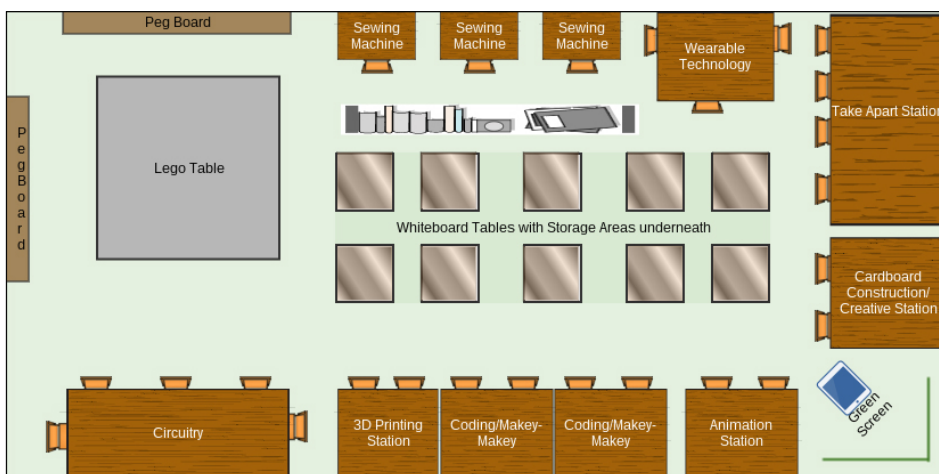 Peg Board
Sewing
Machine
Sewing
Machine
Sewing
Machine
Wearable
Technology
Take Apart Station
Peg Board
Lego Table
Whiteboard Tables with Storage Areas underneath
Cardboard
Construction/
Creative Station
Green
Screen
Circuitry
3D Printing
Station
Coding/Makey-
Makey
Coding/Makey-
Makey
Animation
Station